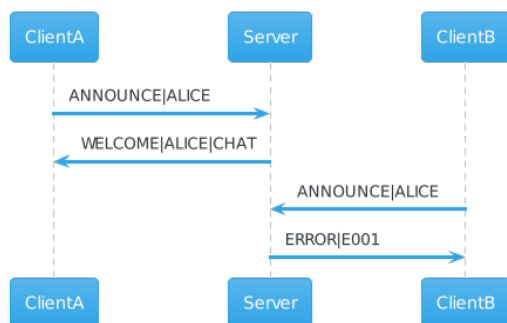 ClientA Server ClientB
ANNOUNCE|ALICE
WELCOME|ALICE|CHAT
ANNOUNCE|ALICE
ERROR|E001
ClientA Server ClientB